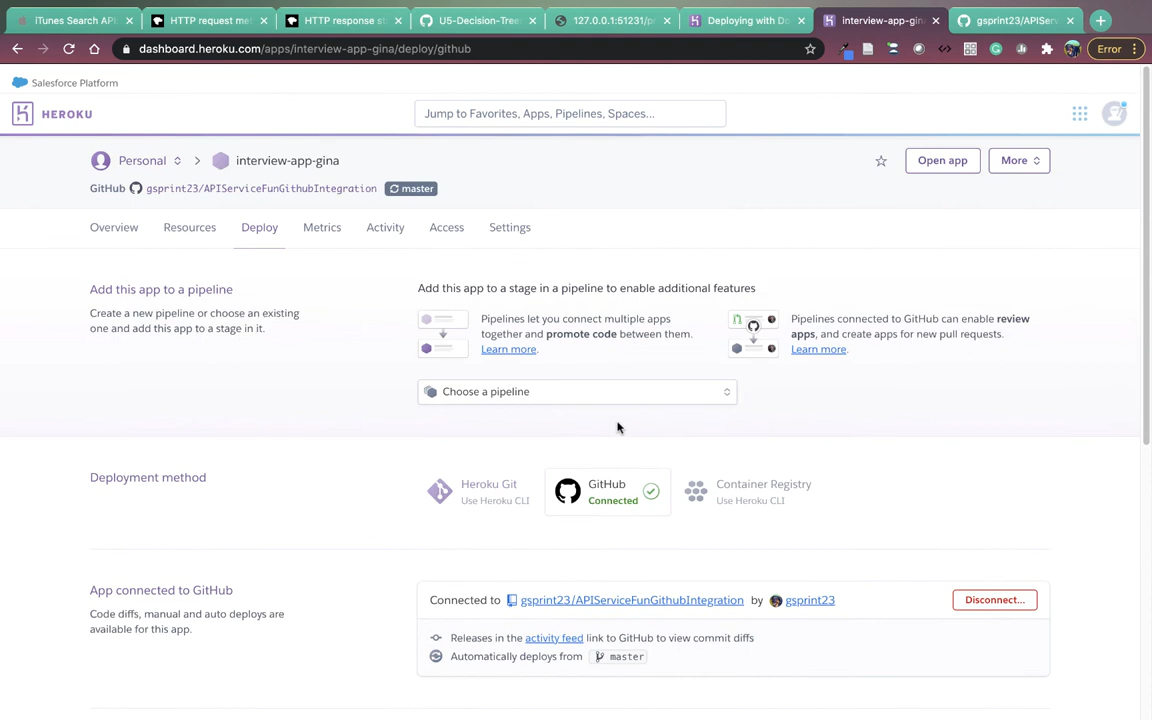 iTunes Search API:
HTTP request me
HTTP response st
U5-Decision-Tree
127.0.0.1:51231/pr
Deploying with Do
interview-app-gina
gsprint23/APIServ
dashboard.heroku.com/apps/interview-app-gina/deploy/github
Error
Salesforce Platform
HEROKU
Jump to Favorites, Apps, Pipelines, Spaces...
Personal
interview-app-gina
Open app
More
GitHub gsprint23/APIServiceFunGithubIntegration master
Overview
Resources
Deploy
Metrics
Activity
Access
Settings
Add this app to a pipeline
Create a new pipeline or choose an existing
one and add this app to a stage in it.
Add this app to a stage in a pipeline to enable additional features
Pipelines let you connect multiple apps
together and promote code between them.
Learn more.
Pipelines connected to GitHub can enable review
apps, and create apps for new pull requests.
Learn more.
Choose a pipeline
Deployment method
Heroku Git
Use Heroku CLI
GitHub
Connected
Container Registry
Use Heroku CLI
App connected to GitHub
Code diffs, manual and auto deploys are
available for this app.
Connected to gsprint23/APIServiceFunGithubIntegration by gsprint23
Disconnect...
Releases in the activity feed link to GitHub to view commit diffs
Automatically deploys from master